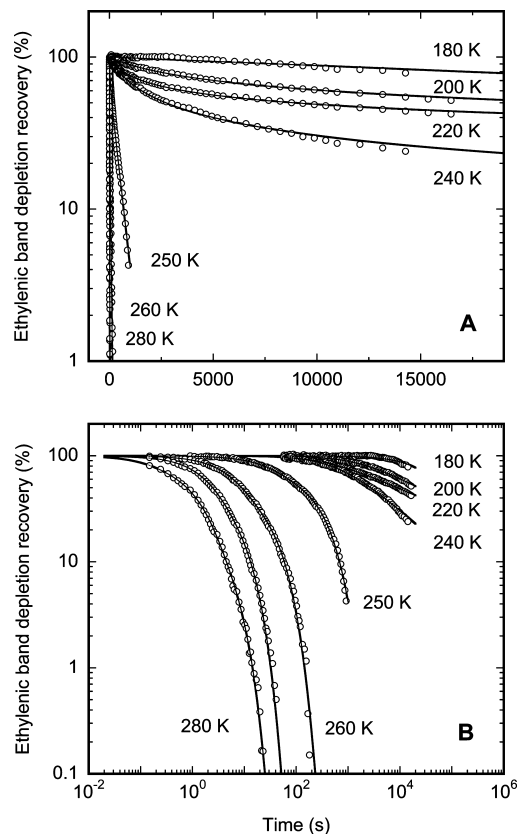 Ethylenic band depletion recovery (%)
100
10
1
180 K
200 K
220 K
240 K
250 K
260 K
280 K
A
0
5000
10000
15000
Ethylenic band depletion recovery (%)
100
10
1
0.1
180 K
200 K
220 K
240 K
250 K
280 K
260 K
B
10⁻² 10⁰ 10² 10⁴ 10⁶
Time (s)